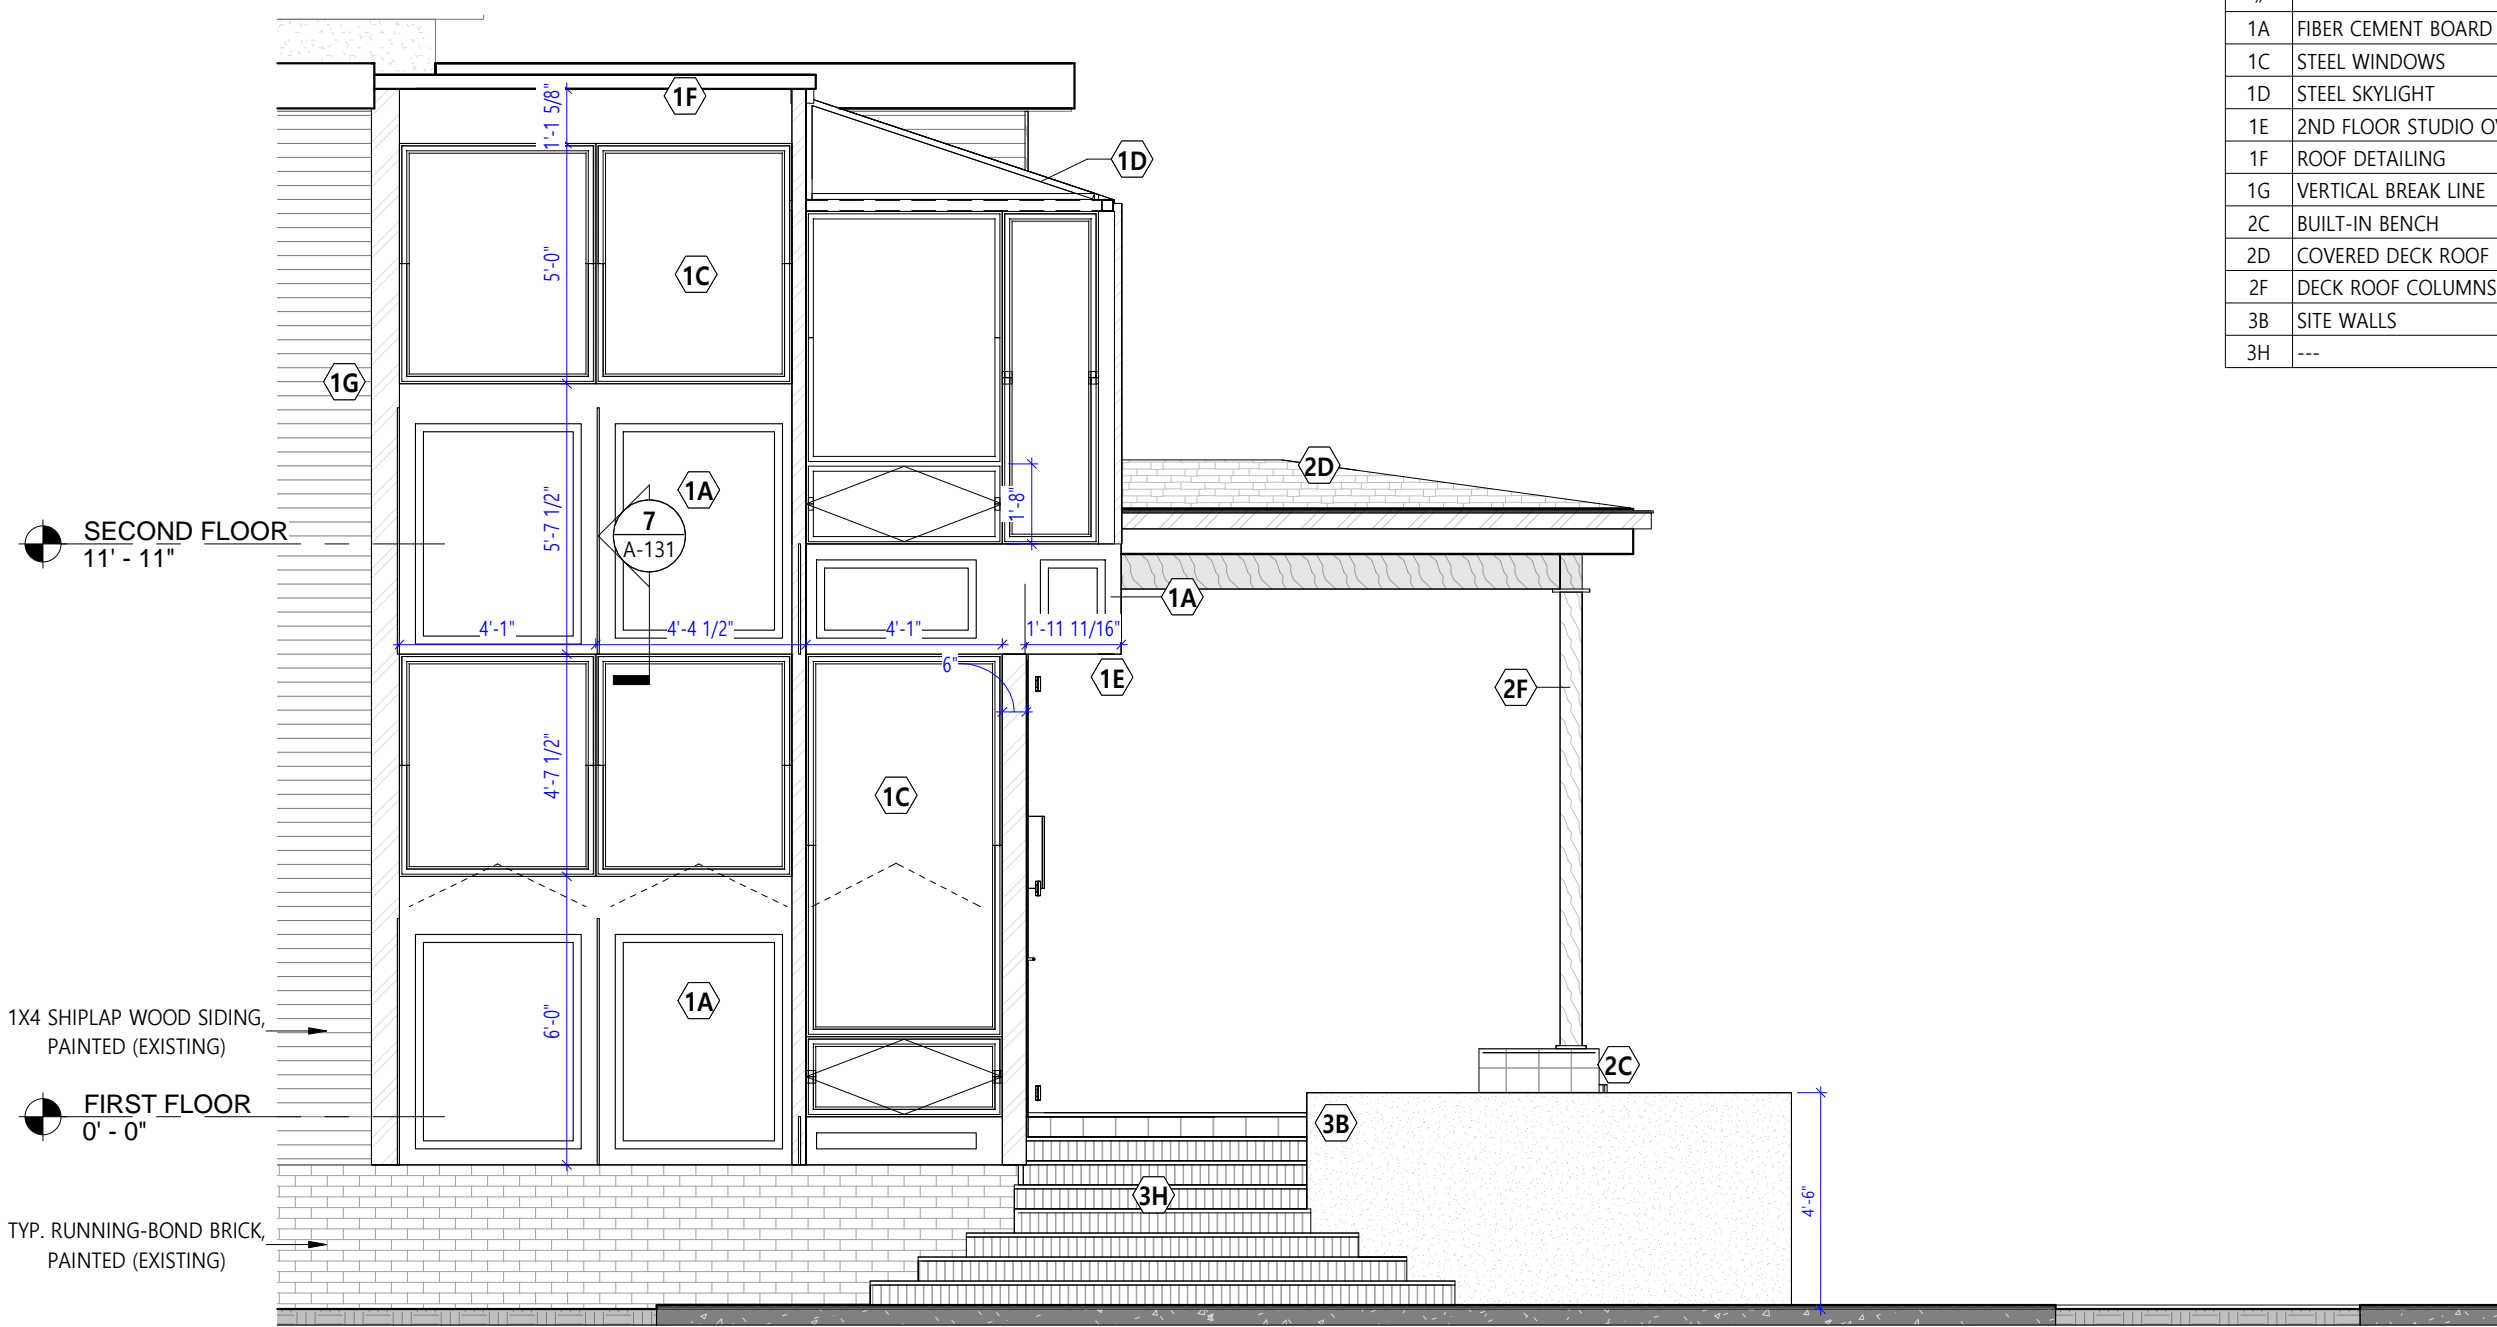 1A FIBER CEMENT BOARD
1C STEEL WINDOWS
1D STEEL SKYLIGHT
1E 2ND FLOOR STUDIO
1F ROOF DETAILING
1G VERTICAL BREAK LINE
2C BUILT-IN BENCH
2D COVERED DECK ROOF
2F DECK ROOF COLUMNS
3B SITE WALLS
3H ---
1F
1'-1 5/8"
1D
5'-0"
1C
1G
2D
1A
1'-8"
5'-7 1/2"
7
A-131
SECOND FLOOR
11' - 11"
1A
4'-1"
4'-4 1/2"
4'-1"
1'-11 11/16"
6"
1E
2F
4'-7 1/2"
1C
1A
6'-0"
1X4 SHIPLAP WOOD SIDING,
PAINTED (EXISTING)
2C
FIRST FLOOR
0' - 0"
3B
3H
4'-6"
TYP. RUNNING-BOND BRICK,
PAINTED (EXISTING)